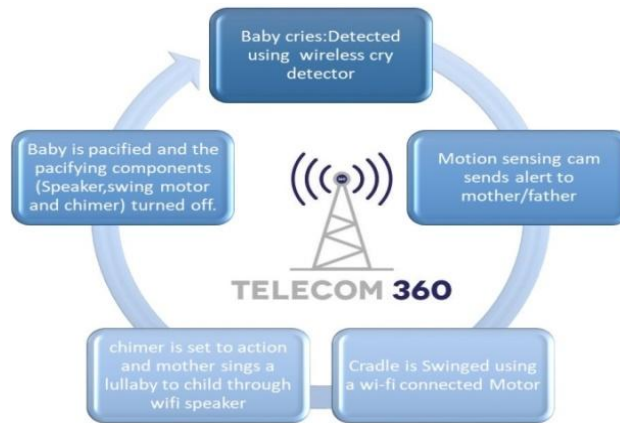 Baby cries:Detected
using wireless cry
detector
Motion sensing cam
sends alert to
mother/father
Cradle is Swinged using
a wi-fi connected Motor
chimer is set to action
and mother sings a
lullaby to child through
wifi speaker
Baby is pacified and the
pacifying components
(Speaker,swing motor
and chimer) turned off.
TELECOM 360